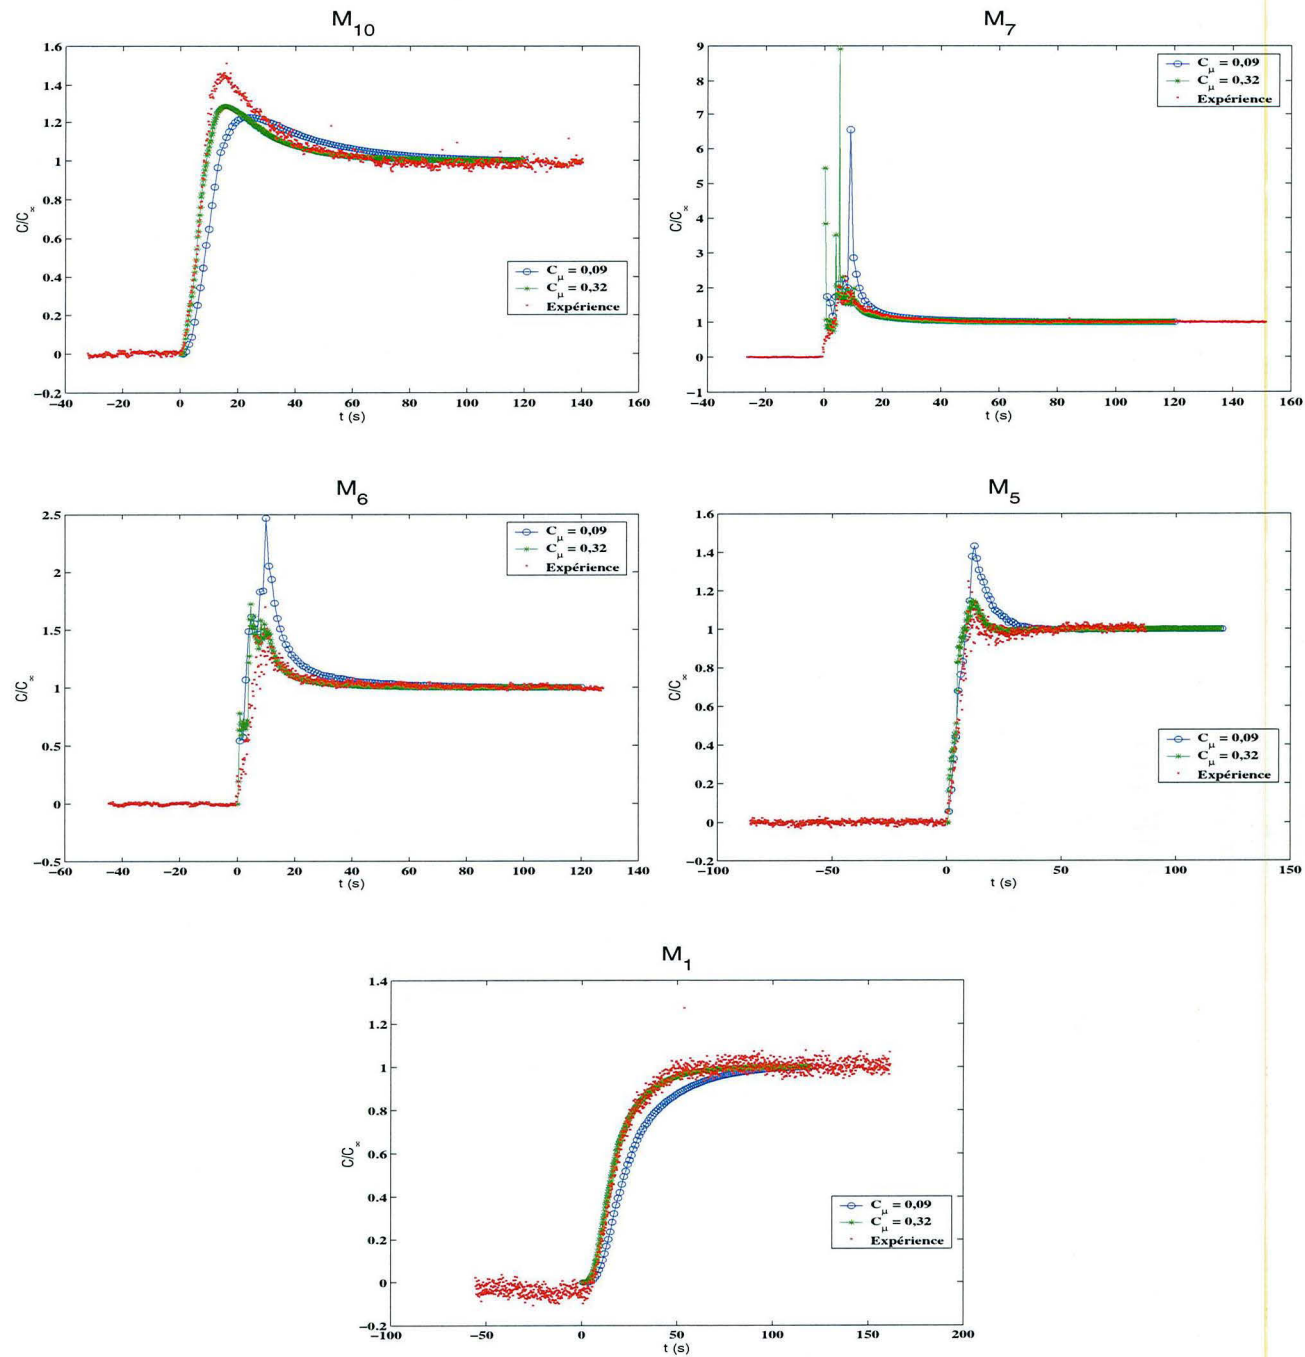 M10
1.6
1.4
1.2
1
0.8
0.6
0.4
0.2
0
−0.2
C/C∞
−40 −20 0 20 40 60 80 100 120 140 160
t (s)
Cμ = 0,09
Cμ = 0,32
Expérience
M7
9
8
7
6
5
4
3
2
1
0
−1
C/C∞
−40 −20 0 20 40 60 80 100 120 140 160
t (s)
Cμ = 0,09
Cμ = 0,32
Expérience
M6
2.5
2
1.5
1
0.5
0
−0.5
C/C∞
−60 −40 −20 0 20 40 60 80 100 120 140
t (s)
Cμ = 0,09
Cμ = 0,32
Expérience
M5
1.6
1.4
1.2
1
0.8
0.6
0.4
0.2
0
−0.2
C/C∞
−100 −50 0 50 100 150
t (s)
Cμ = 0,09
Cμ = 0,32
Expérience
M1
1.4
1.2
1
0.8
0.6
0.4
0.2
0
−0.2
C/C∞
−100 −50 0 50 100 150 200
t (s)
Cμ = 0,09
Cμ = 0,32
Expérience